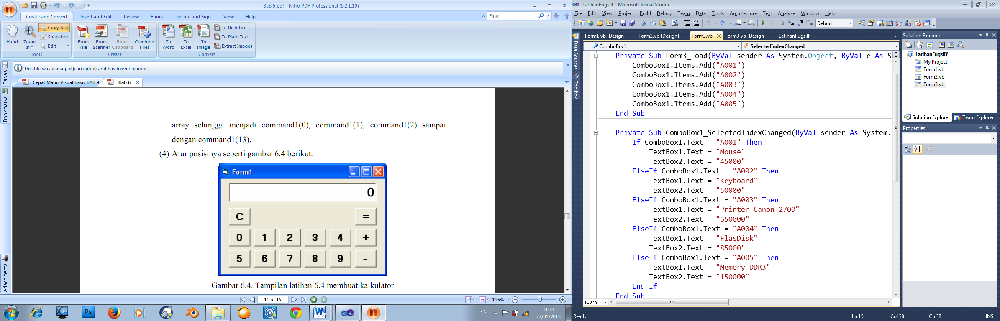 Bab 6.pdf - Nitro PDF Professional (6.2.1.10)
Create and Convert
Insert and Edit
Review
Forms
Secure and Sign
View
Help
Find
Hand
Zoom In
Copy Text
Snapshot
Edit
Tools
From File
From Scanner
From Clipboard
Combine Files
Create
To Word
To Excel
To Image
To Rich Text
To Plain Text
Extract Images
Convert
This file was damaged (corrupted) and has been repaired.
Cepat Mahir Visual Basic BAB 9
Bab 6
Pages
Bookmarks
Attachments
array sehingga menjadi command1(0), command1(1), command1(2) sampai
dengan command1(13).
(4) Atur posisinya seperti gambar 6.4 berikut.
Form1
0
C =
0 1 2 3 4 +
5 6 7 8 9 -
Gambar 6.4. Tampilan latihan 6.4 membuat kalkulator
11 of 16
125%
KMP
Ps
EN
11:37
27/01/2015
LatihanFugsiIf - Microsoft Visual Studio
File Edit View Project Build Debug Team Data Tools Architecture Test Analyze Window Help
Debug
Form1.vb [Design]
Form2.vb [Design]
Form3.vb
Form3.vb [Design]
LatihanFugsiIf
Data Sources
Toolbox
ComboBox1
SelectedIndexChanged
Private Sub Form3_Load(ByVal sender As System.Object, ByVal e As Sy
ComboBox1.Items.Add("A001")
ComboBox1.Items.Add("A002")
ComboBox1.Items.Add("A003")
ComboBox1.Items.Add("A004")
ComboBox1.Items.Add("A005")
End Sub
Private Sub ComboBox1_SelectedIndexChanged(ByVal sender As System.
If ComboBox1.Text = "A001" Then
TextBox1.Text = "Mouse"
TextBox2.Text = "45000"
ElseIf ComboBox1.Text = "A002" Then
TextBox1.Text = "Keyboard"
TextBox2.Text = "50000"
ElseIf ComboBox1.Text = "A003" Then
TextBox1.Text = "Printer Canon 2700"
TextBox2.Text = "650000"
ElseIf ComboBox1.Text = "A004" Then
TextBox1.Text = "FlasDisk"
TextBox2.Text = "85000"
ElseIf ComboBox1.Text = "A005" Then
TextBox1.Text = "Memory DDR3"
TextBox2.Text = "150000"
End If
End Sub
100 %
Solution Explorer
LatihanFugsiIf
My Project
Form1.vb
Form2.vb
Form3.vb
Solution Explorer
Team Explorer
Properties
Ready
Ln 15
Col 38
Ch 38
INS